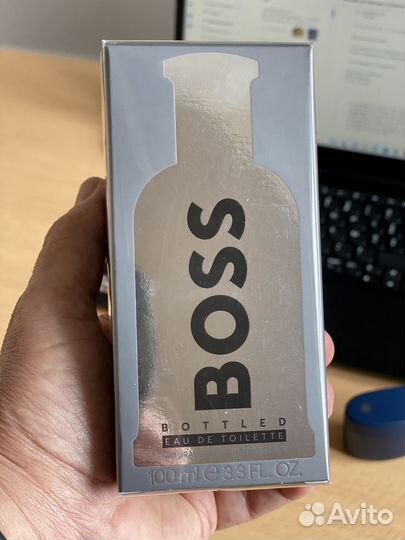 BOSS
BOTTLED
EAU DE TOILETTE
100 ml ℮ 3.3 FL. OZ.
Avito